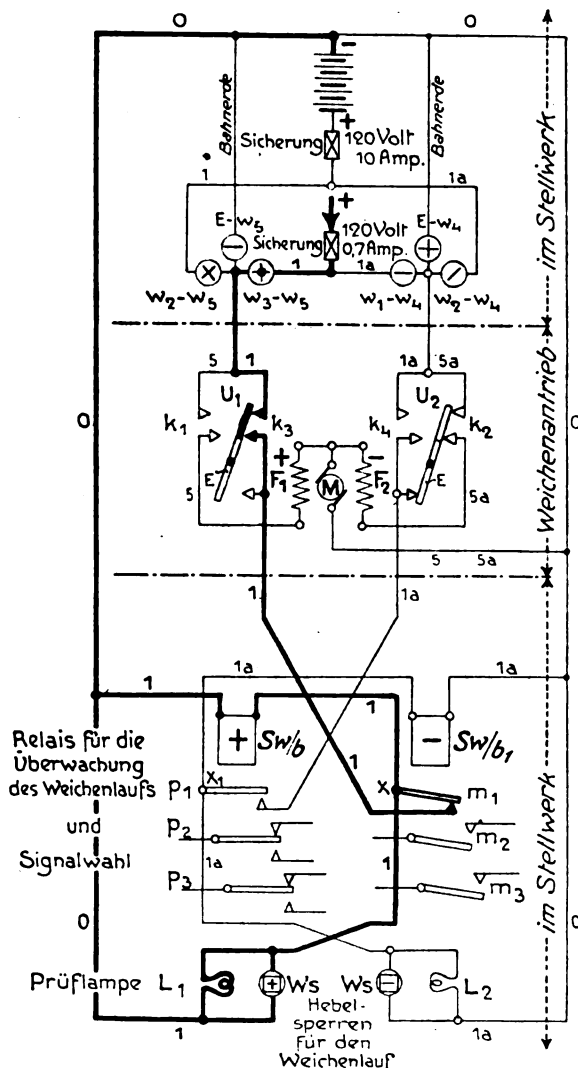 0 0
-
Bahnerde Bahnerde
+
Sicherung 120 Volt
10 Amp.
1 1a
E-w5 + E-w4
Sicherung 120 Volt
0,7 Amp.
1 1a
w2-w5 w3-w5 w1-w4 w2-w4
im Stellwerk
5 1 1a 5a
U1 U2
k1 k3 k4 k2
0 0
+ -
E F1 M F2 E
5 5a
5 5a
Weichenantrieb
1 1a
1a 1a
1 1
+ Sw/b - Sw/b1
Relais für die
Überwachung
des Weichenlaufs
und
Signalwahl
x1 1 x
p1 m1
p2 m2
1a 1
p3 m3
0 0
im Stellwerk
Prüflampe L1 + Ws Ws - L2
Hebel-
sperren
für den
Weichenlauf
1 1a